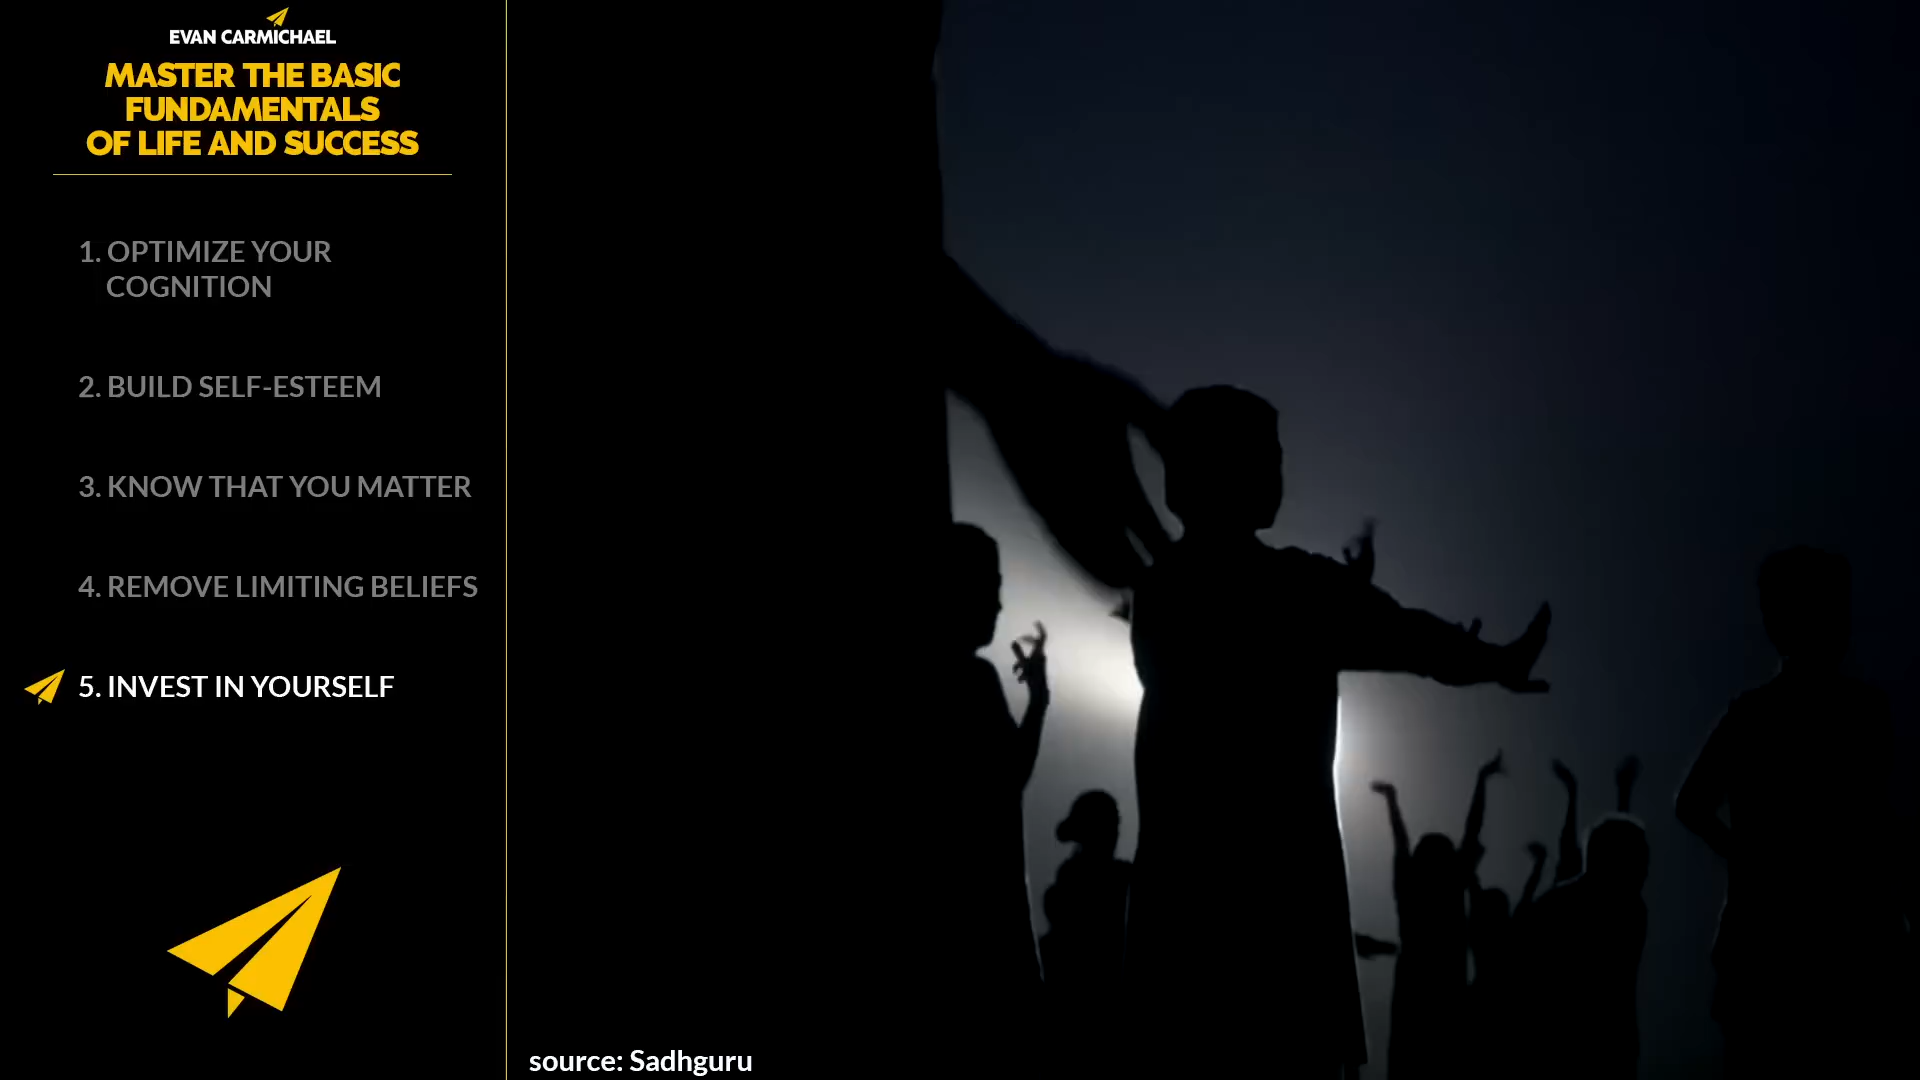 EVAN CARMICHAEL
MASTER THE BASIC
FUNDAMENTALS
OF LIFE AND SUCCESS
1. OPTIMIZE YOUR
COGNITION
2. BUILD SELF-ESTEEM
3. KNOW THAT YOU MATTER
4. REMOVE LIMITING BELIEFS
5. INVEST IN YOURSELF
source: Sadhguru